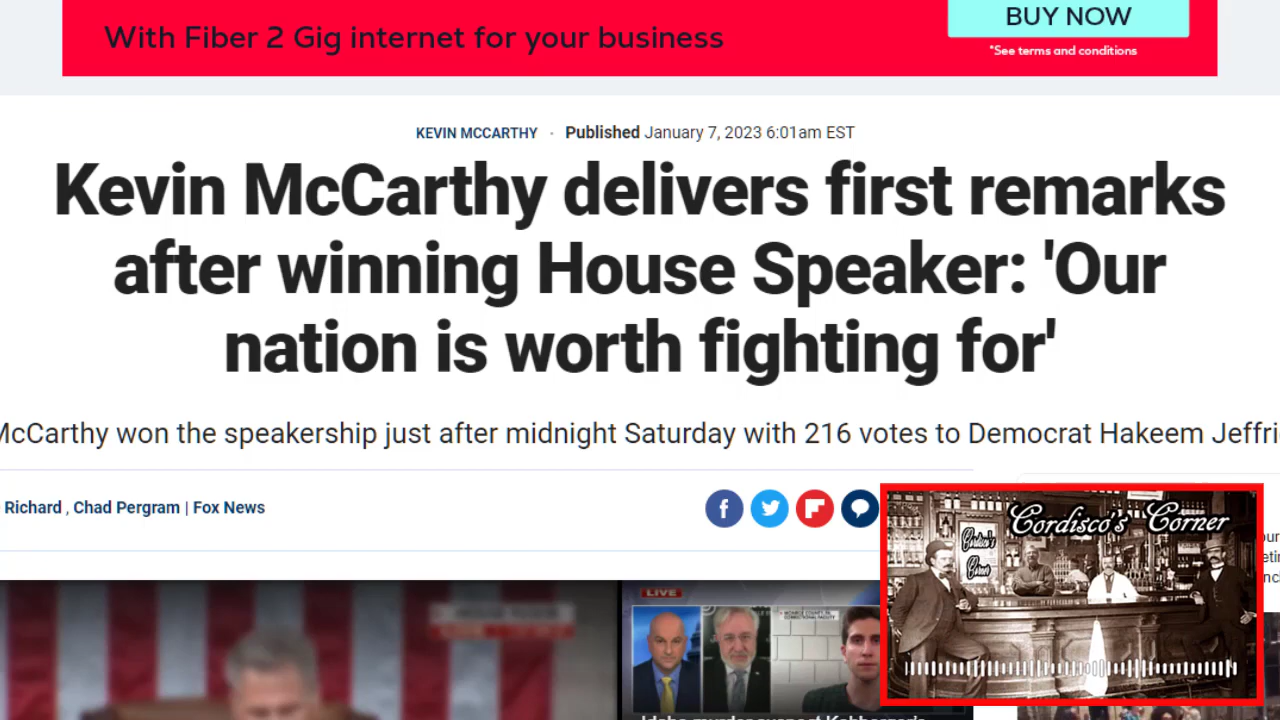 With Fiber 2 Gig internet for your business
BUY NOW
*See terms and conditions
KEVIN MCCARTHY · Published January 7, 2023 6:01am EST
Kevin McCarthy delivers first remarks
after winning House Speaker: 'Our
nation is worth fighting for'
McCarthy won the speakership just after midnight Saturday with 216 votes to Democrat Hakeem Jeffri
Richard , Chad Pergram | Fox News
Cordisco's Corner
Cordisco's
Corner
LIVE